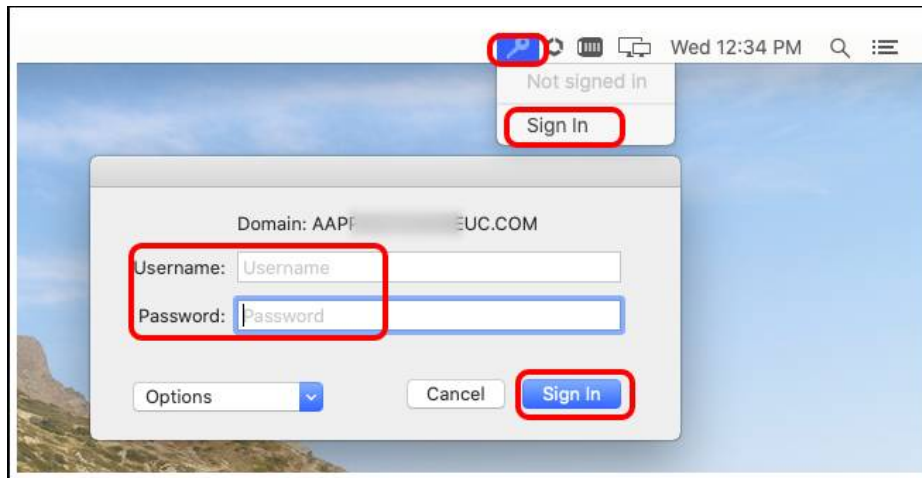 Wed 12:34 PM
Not signed in
Sign In
Domain: AAPP EUC.COM
Username: Username
Password: Password
Options Cancel Sign In